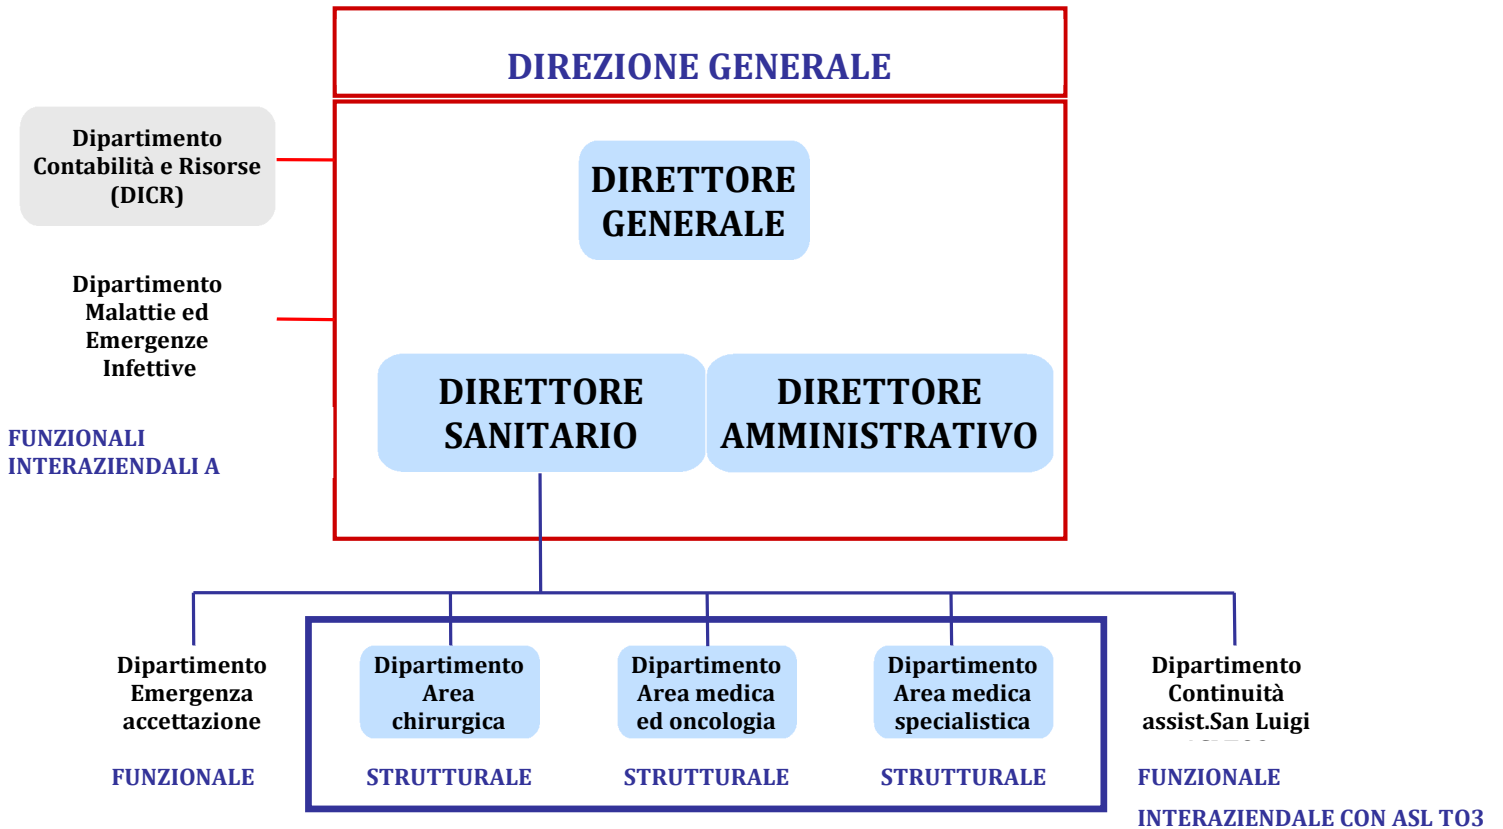 DIREZIONE GENERALE
Dipartimento
Contabilità e Risorse
(DICR)
DIRETTORE
GENERALE
Dipartimento
Malattie ed
Emergenze
Infettive
DIRETTORE
SANITARIO
DIRETTORE
AMMINISTRATIVO
FUNZIONALI
INTERAZIENDALI A
Dipartimento
Emergenza
accettazione
Dipartimento
Area
chirurgica
Dipartimento
Area medica
ed oncologia
Dipartimento
Area medica
specialistica
Dipartimento
Continuità
assist.San Luigi
FUNZIONALE
STRUTTURALE
STRUTTURALE
STRUTTURALE
FUNZIONALE
INTERAZIENDALE CON ASL TO3